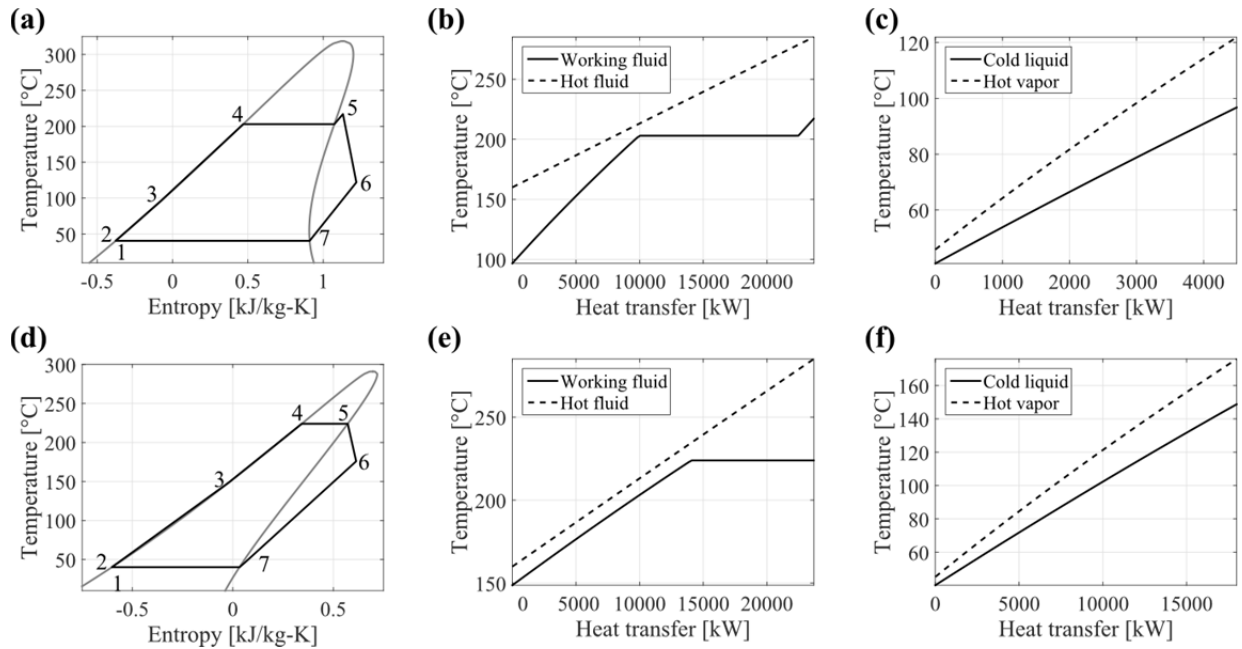 (a)
Temperature [°C]
300
250
200
150
100
50
-0.5
0
0.5
1
Entropy [kJ/kg-K]
1
2
3
4
5
6
7
(b)
Working fluid
Hot fluid
Temperature [°C]
250
200
150
100
0
5000
10000
15000
20000
Heat transfer [kW]
(c)
Cold liquid
Hot vapor
Temperature [°C]
120
100
80
60
0
1000
2000
3000
4000
Heat transfer [kW]
(d)
Temperature [°C]
300
250
200
150
100
50
-0.5
0
0.5
Entropy [kJ/kg-K]
1
2
3
4
5
6
7
(e)
Working fluid
Hot fluid
Temperature [°C]
250
200
150
0
5000
10000
15000
20000
Heat transfer [kW]
(f)
Cold liquid
Hot vapor
Temperature [°C]
160
140
120
100
80
60
0
5000
10000
15000
Heat transfer [kW]